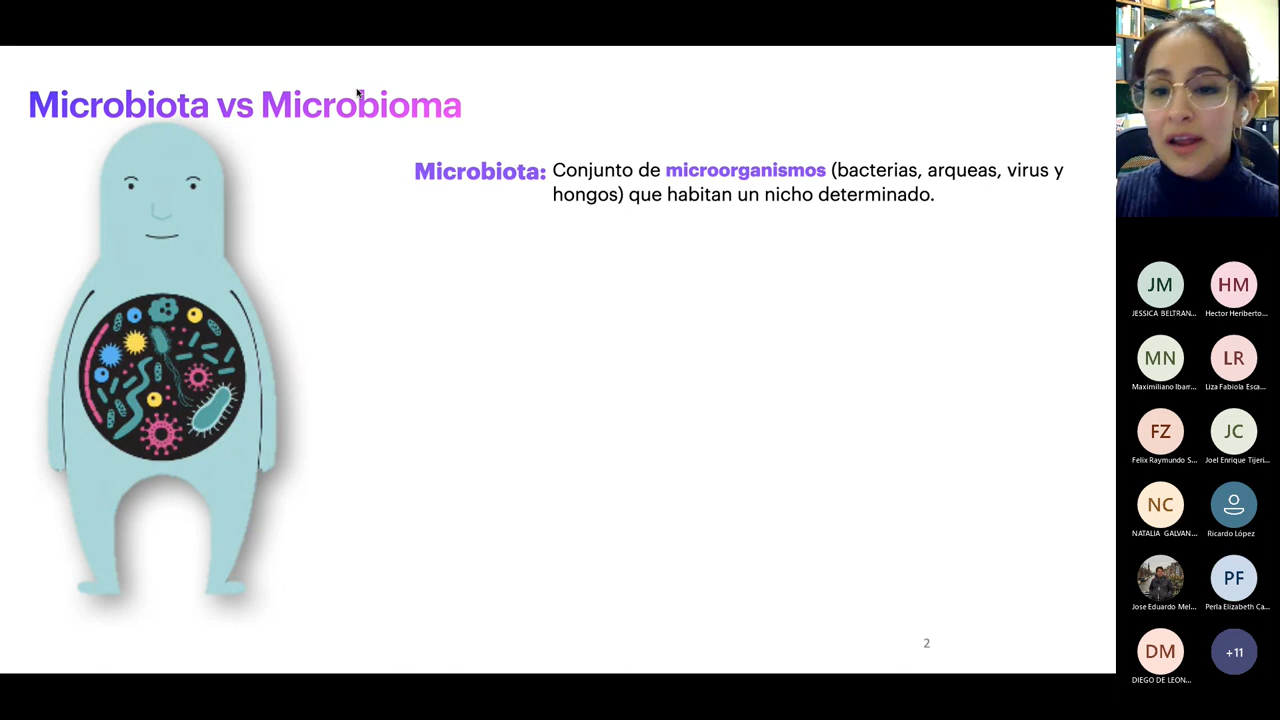 Microbiota vs Microbioma
Microbiota: Conjunto de microorganismos (bacterias, arqueas, virus y
hongos) que habitan un nicho determinado.
2
JM
HM
JESSICA BELTRAN...
Hector Heriberto...
MN
LR
Maximiliano Ibarr...
Liza Fabiola Esca...
FZ
JC
Felix Raymundo S...
Joel Enrique Tijeri...
NC
NATALIA GALVAN...
Ricardo López
PF
Jose Eduardo Mel...
Perla Elizabeth Ca...
DM
+11
DIEGO DE LEON...